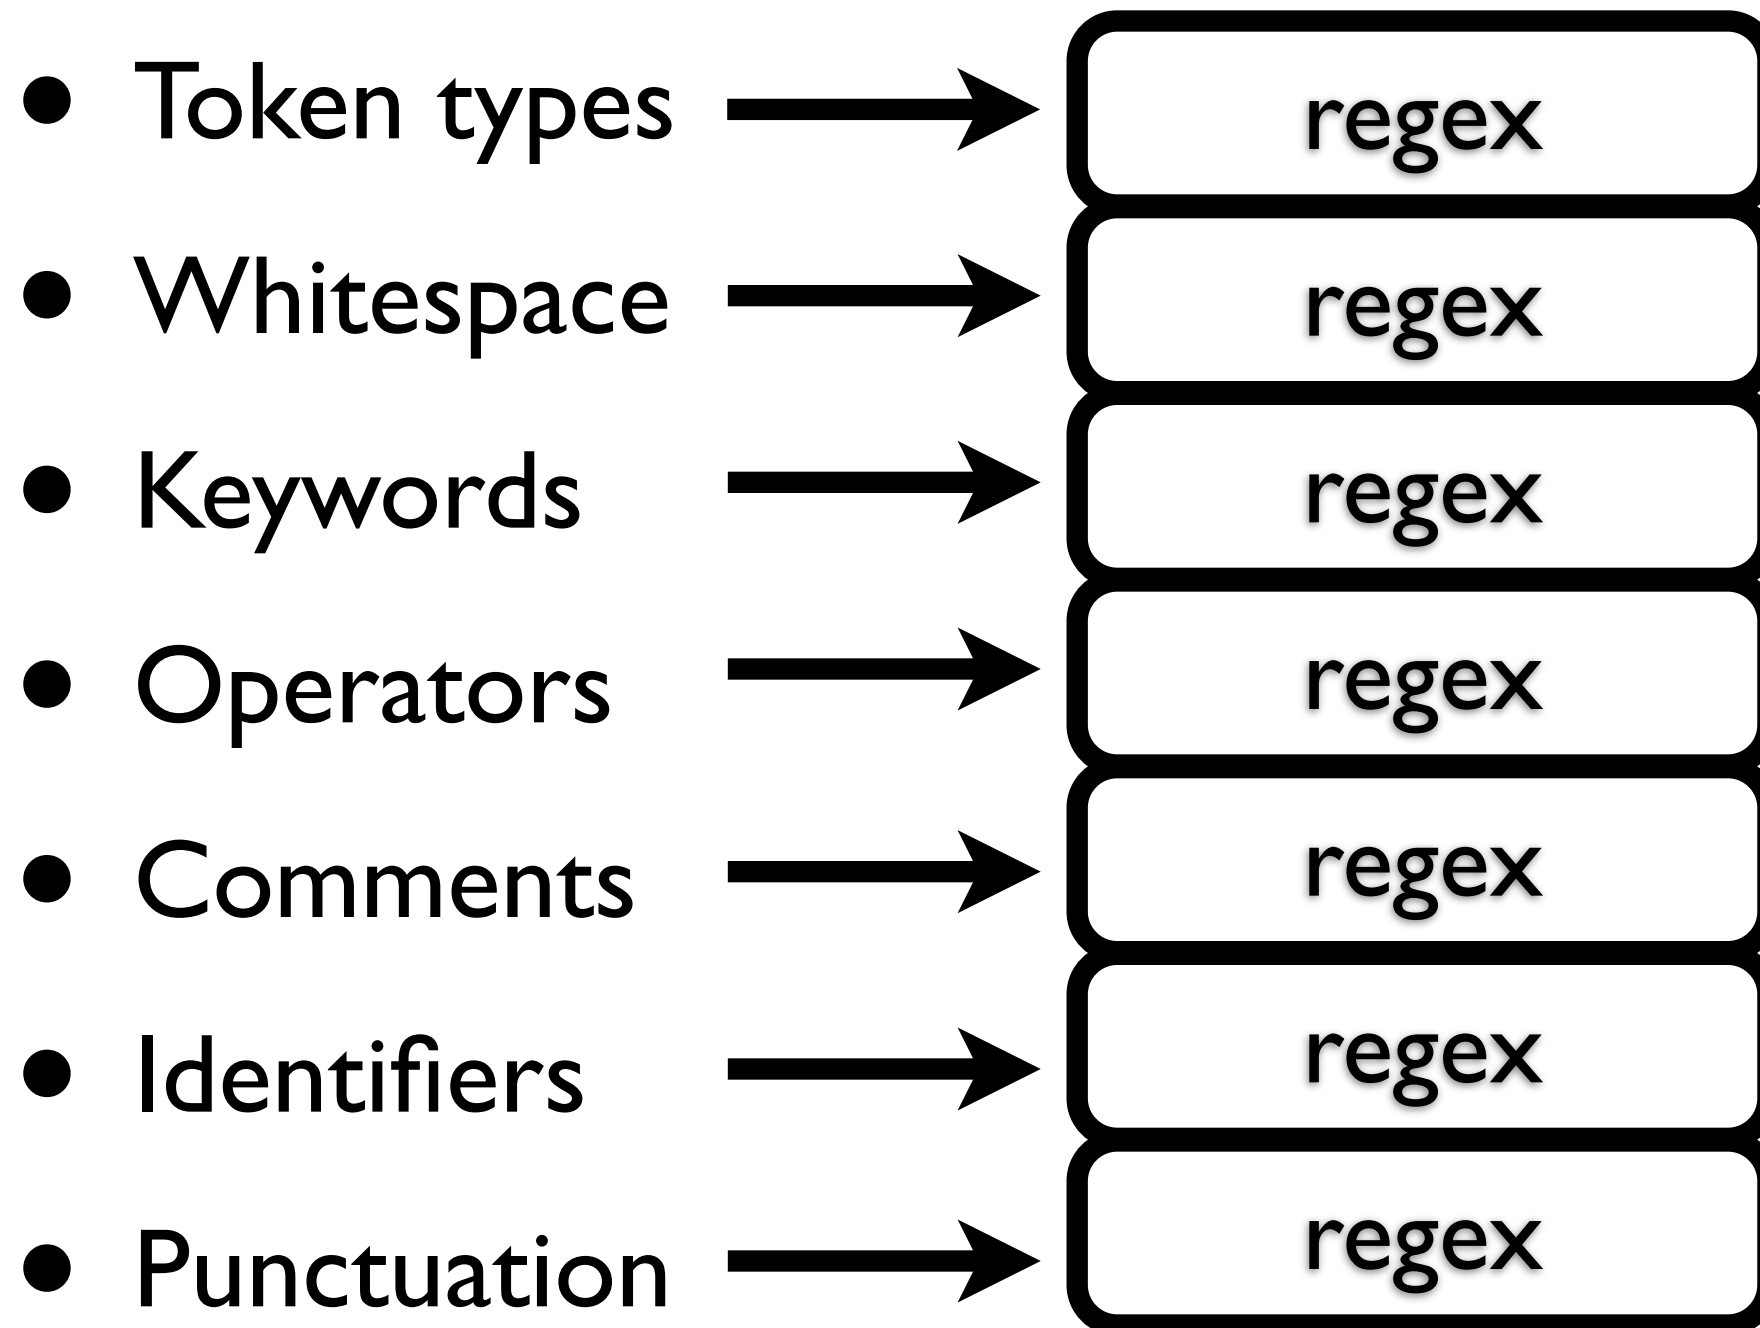 • Token types regex
• Whitespace regex
• Keywords regex
• Operators regex
• Comments regex
• Identifiers regex
• Punctuation regex